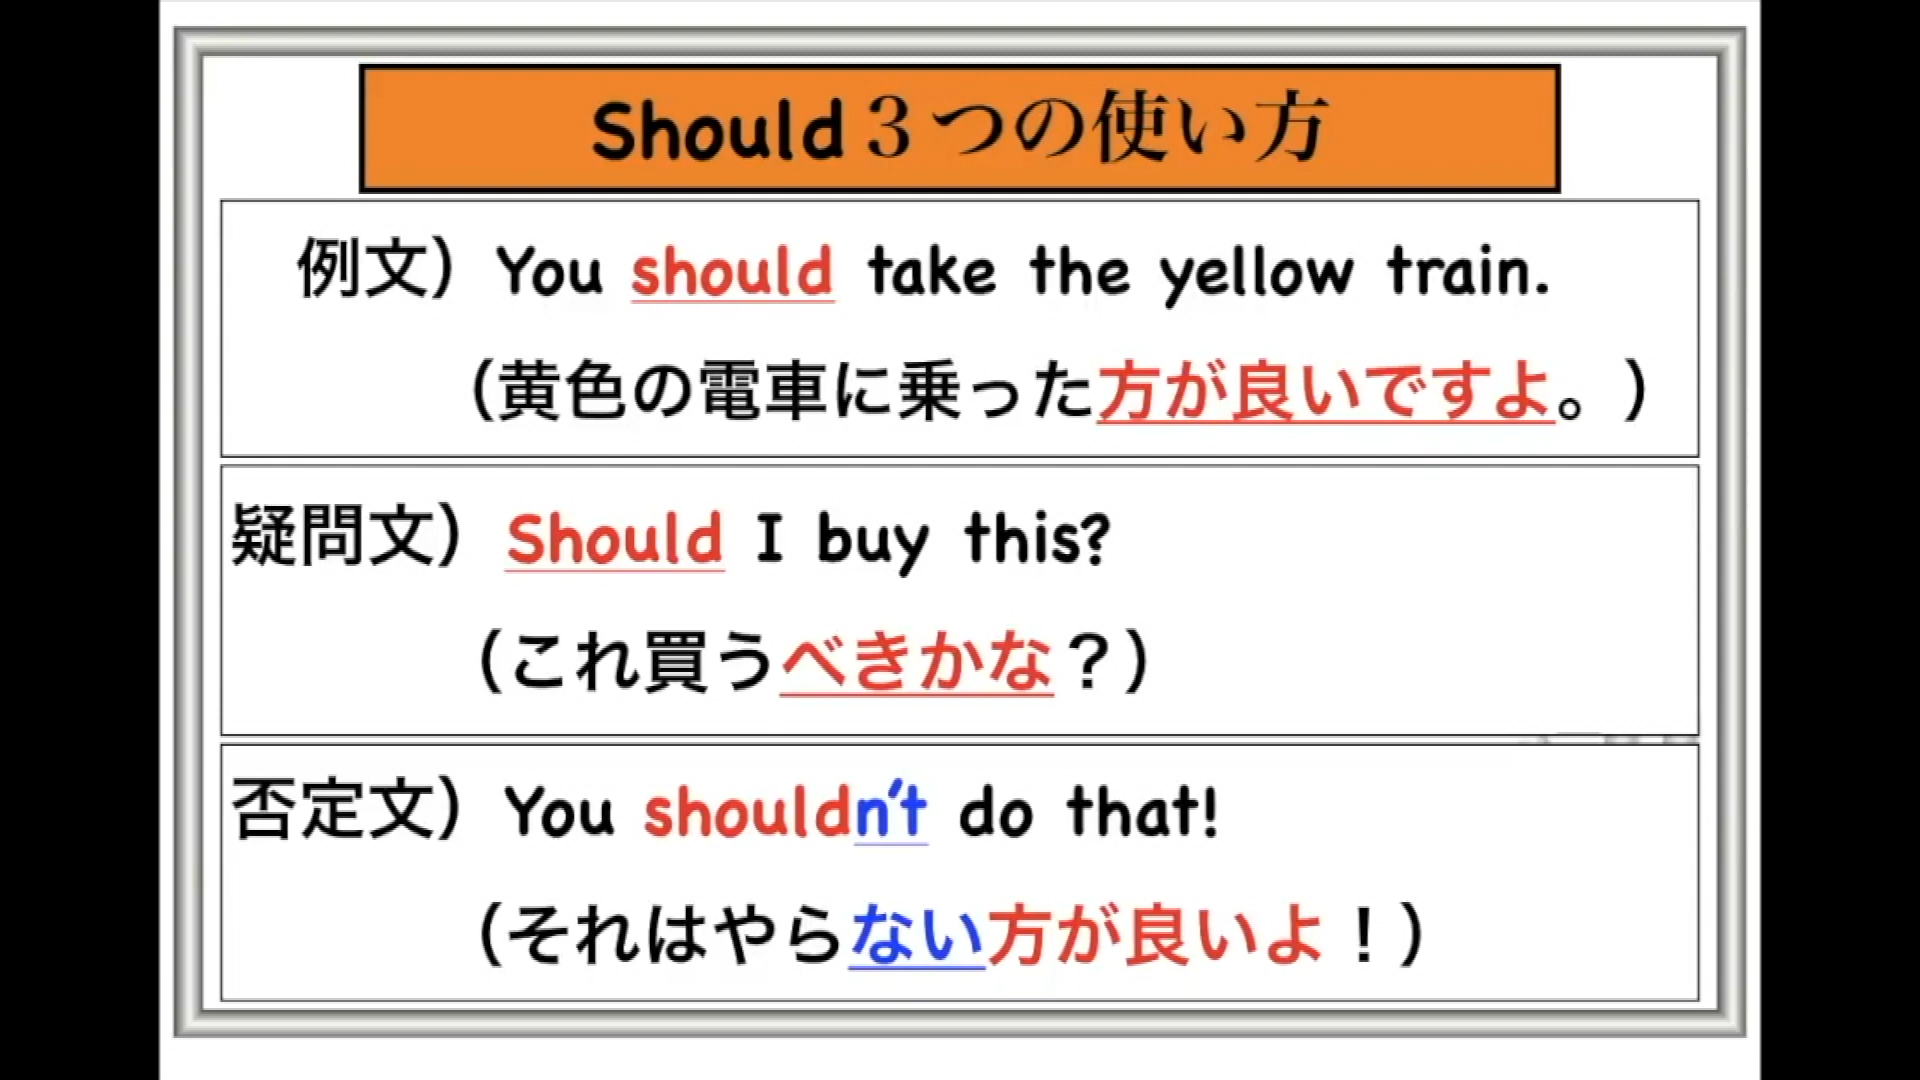 Should３つの使い方
例文）You should take the yellow train.
（黄色の電車に乗った方が良いですよ。）
疑問文）Should I buy this?
（これ買うべきかな？）
否定文）You shouldn't do that!
（それはやらない方が良いよ！）